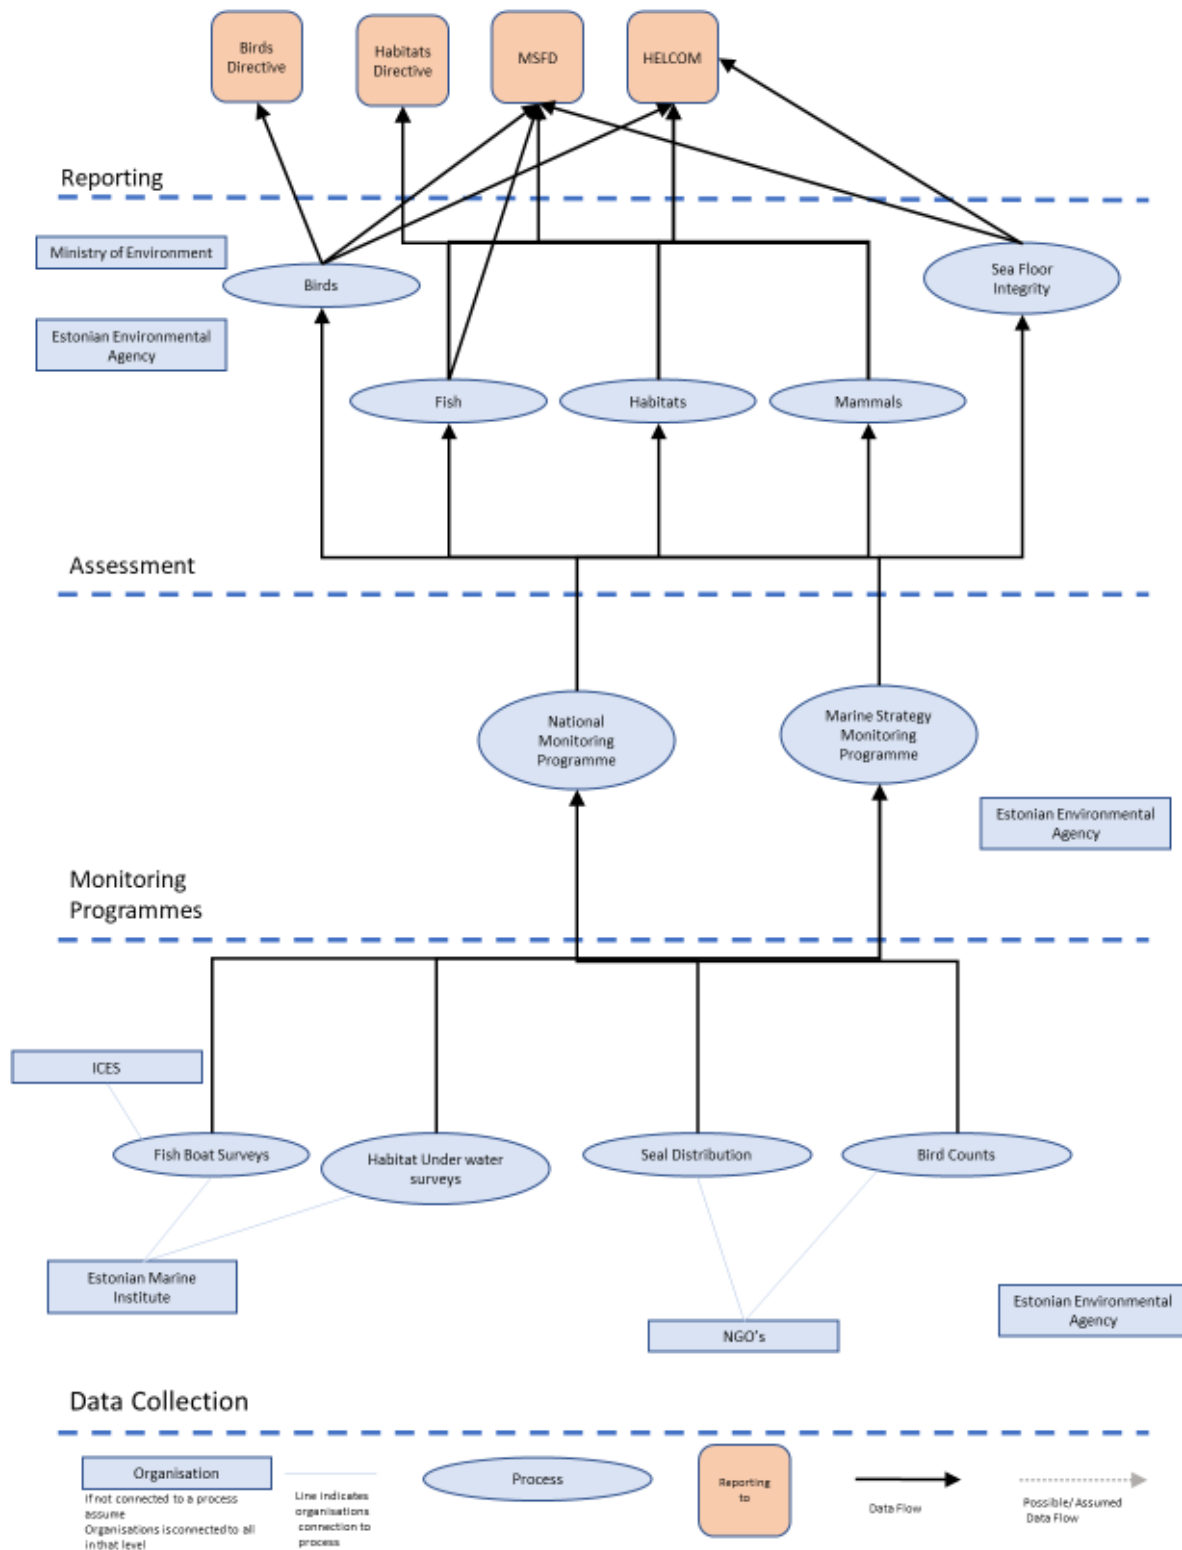 Birds
Directive
Habitats
Directive
MSFD
HELCOM
Reporting
Ministry of Environment
Birds
Sea Floor
Integrity
Estonian Environmental
Agency
Fish
Habitats
Mammals
Assessment
National
Monitoring
Programme
Marine Strategy
Monitoring
Programme
Estonian Environmental
Agency
Monitoring
Programmes
ICES
Fish Boat Surveys
Habitat Under water
surveys
Seal Distribution
Bird Counts
Estonian Marine
Institute
NGO's
Estonian Environmental
Agency
Data Collection
Organisation
If not connected to a process
assume
Organisations is connected to all
in that level
Line indicates
organisations
connection to
process
Process
Reporting
to
Data Flow
Possible/Assumed
Data Flow